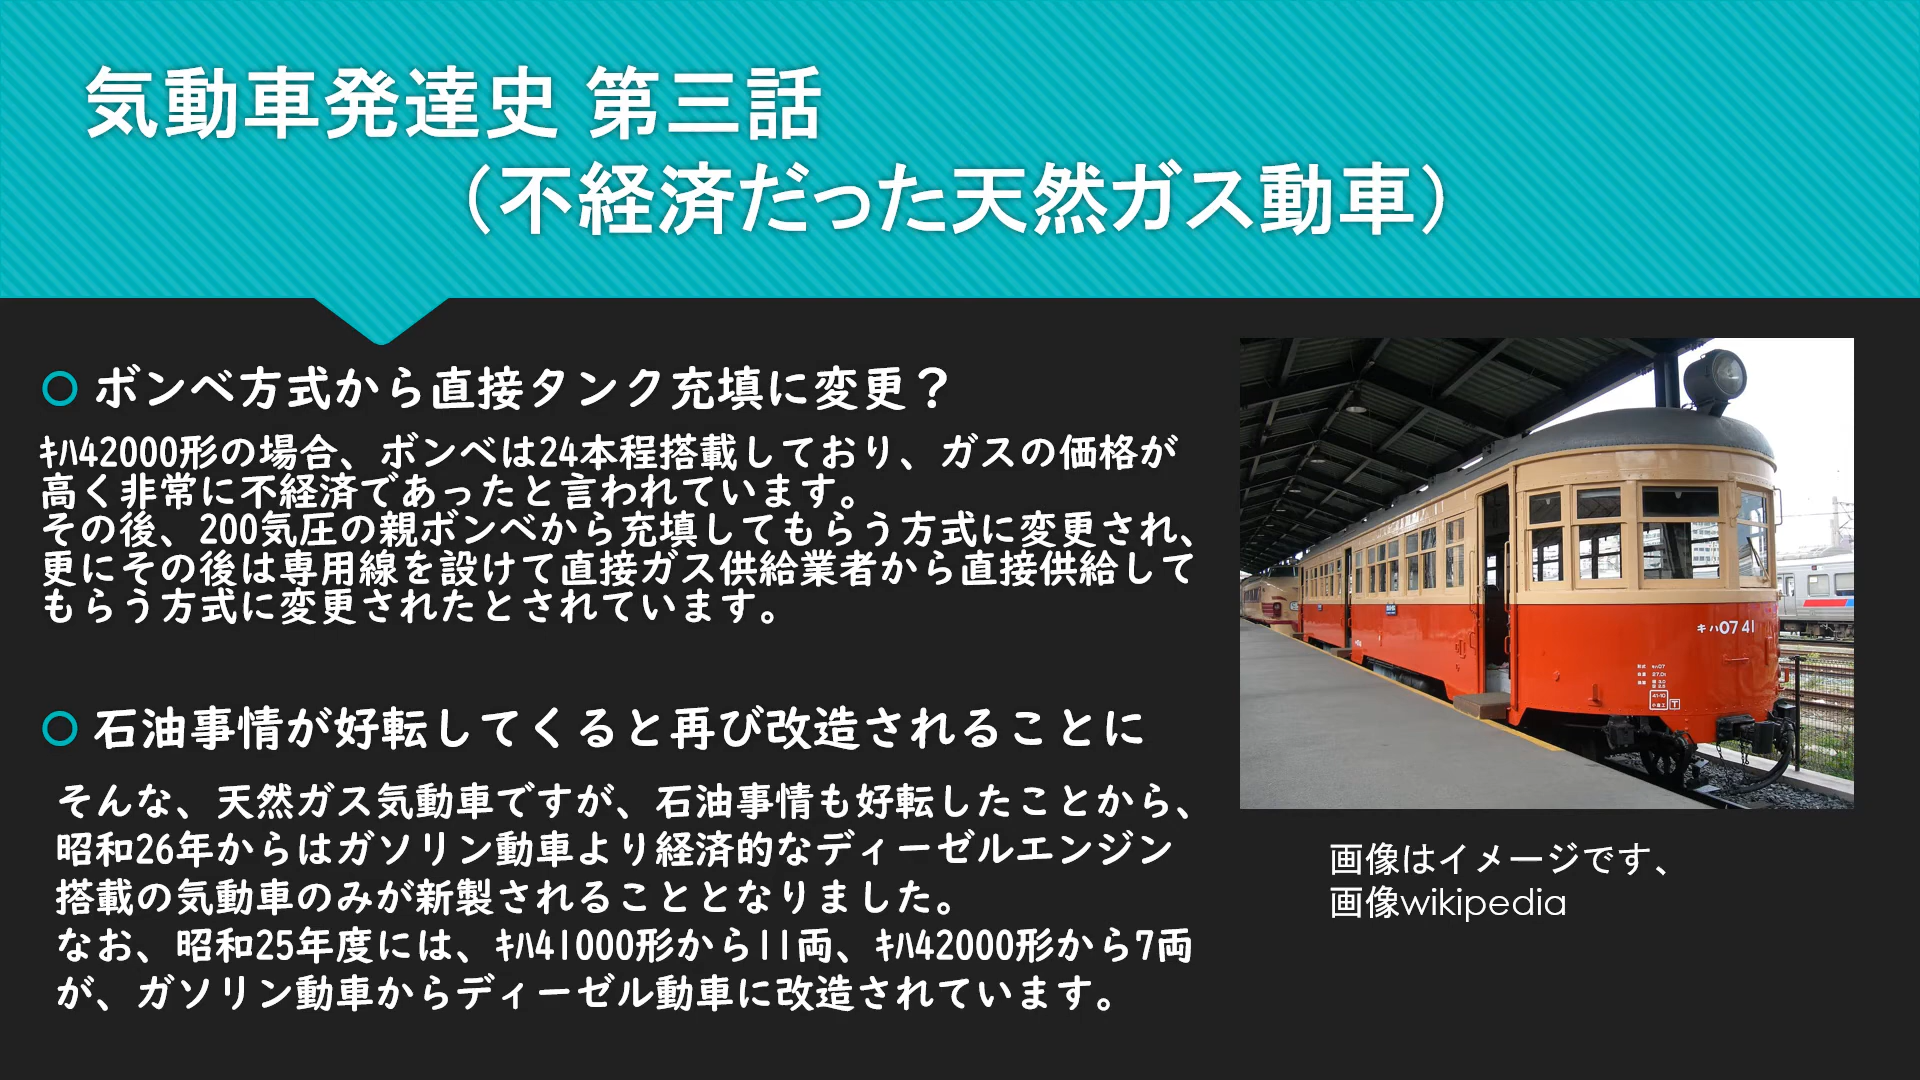 気動車発達史 第三話
（不経済だった天然ガス動車）
ボンベ方式から直接タンク充填に変更？
ｷﾊ42000形の場合、ボンベは24本程搭載しており、ガスの価格が
高く非常に不経済であったと言われています。
その後、200気圧の親ボンベから充填してもらう方式に変更され、
更にその後は専用線を設けて直接ガス供給業者から直接供給して
もらう方式に変更されたとされています。
石油事情が好転してくると再び改造されることに
そんな、天然ガス気動車ですが、石油事情も好転したことから、
昭和26年からはガソリン動車より経済的なディーゼルエンジン
搭載の気動車のみが新製されることとなりました。
なお、昭和25年度には、ｷﾊ41000形から11両、ｷﾊ42000形から7両
が、ガソリン動車からディーゼル動車に改造されています。
キハ0741
画像はイメージです、
画像wikipedia